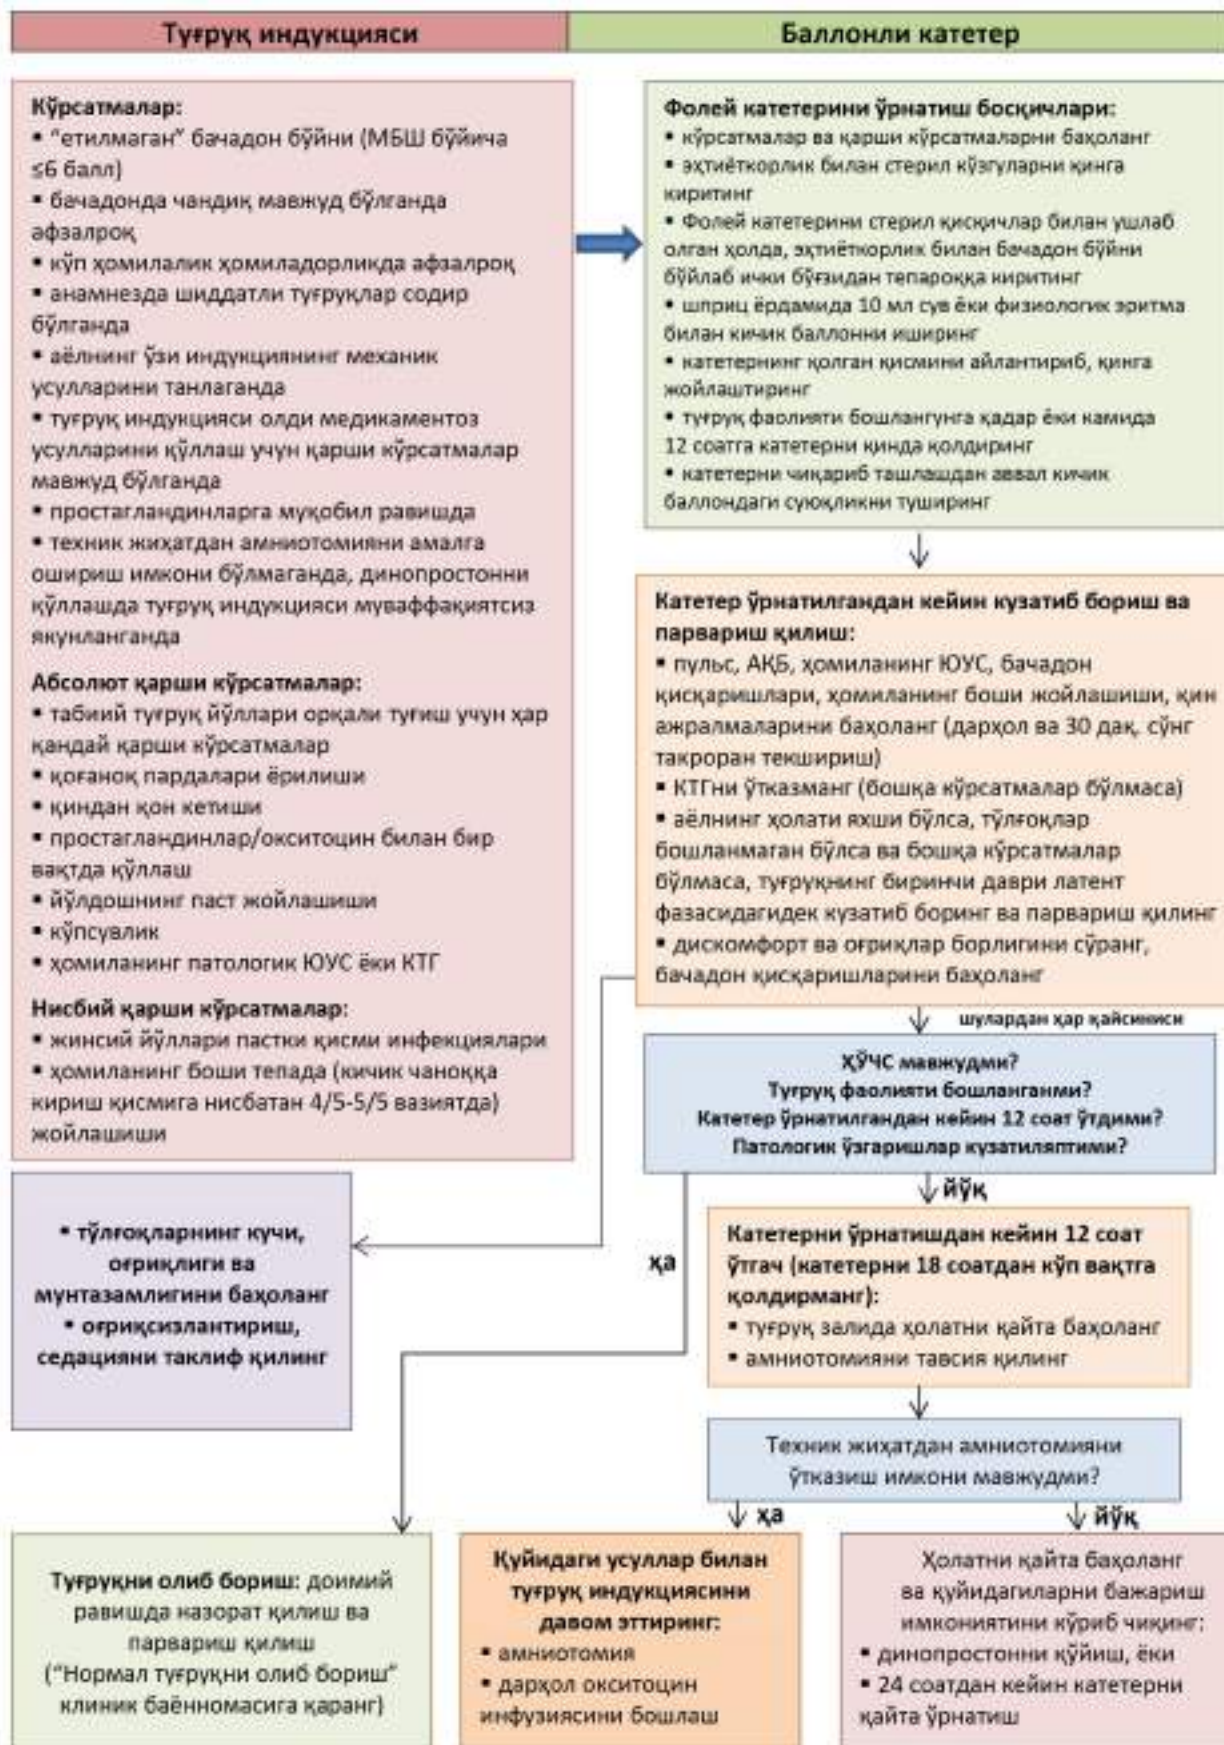 Туғруқ индукцияси
Баллонли катетер
Кўрсатмалар:
▪ “етилмаган” бачадон бўйни (МБШ бўйича
≤6 балл)
▪ бачадонда чандиқ мавжуд бўлганда
афзалроқ
▪ кўп ҳомилалик ҳомиладорликда афзалроқ
▪ анамнезда шиддатли туғруқлар содир
бўлганда
▪ аёлнинг ўзи индукциянинг механик
усулларини танлаганда
▪ туғруқ индукцияси олди медикаментоз
усулларини қўллаш учун қарши кўрсатмалар
мавжуд бўлганда
▪ простагландинларга муқобил равишда
▪ техник жиҳатдан амниотомияни амалга
ошириш имкони бўлмаганда, динопростонни
қўллашда туғруқ индукцияси муваффақиятсиз
якунланганда
Абсолют қарши кўрсатмалар:
▪ табиий туғруқ йўллари орқали туғиш учун ҳар
қандай қарши кўрсатмалар
▪ қоғаноқ пардалари ёрилиши
▪ қиндан қон кетиши
▪ простагландинлар/окситоцин билан бир
вақтда қўллаш
▪ йўлдошнинг паст жойлашиши
▪ кўпсувлик
▪ ҳомиланинг патологик ЮУС ёки КТГ
Нисбий қарши кўрсатмалар:
▪ жинсий йўллари пастки қисми инфекциялари
▪ ҳомиланинг боши тепада (кичик чаноққа
кириш қисмига нисбатан 4/5-5/5 вазиятда)
жойлашиши
Фолей катетерини ўрнатиш босқичлари:
▪ кўрсатмалар ва қарши кўрсатмаларни баҳоланг
▪ эҳтиёткорлик билан стерил кўзгуларни қинга
киритинг
▪ Фолей катетерини стерил қисқичлар билан ушлаб
олган ҳолда, эҳтиёткорлик билан бачадон бўйни
бўйлаб ички бўғзидан тепароққа киритинг
▪ шприц ёрдамида 10 мл сув ёки физиологик эритма
билан кичик баллонни иширинг
▪ катетернинг қолган қисмини айлантириб, қинга
жойлаштиринг
▪ туғруқ фаолияти бошлангунга қадар ёки камида
12 соатга катетерни қинда қолдиринг
▪ катетерни чиқариб ташлашдан аввал кичик
баллондаги суюқликни туширинг
Катетер ўрнатилгандан кейин кузатиб бориш ва
парвариш қилиш:
▪ пульс, АҚБ, ҳомиланинг ЮУС, бачадон
қисқаришлари, ҳомиланинг боши жойлашиши, қин
ажралмаларини баҳоланг (дарҳол ва 30 дақ. сўнг
такроран текшириш)
▪ КТГни ўтказманг (бошқа кўрсатмалар бўлмаса)
▪ аёлнинг ҳолати яхши бўлса, тўлғоқлар
бошланмаган бўлса ва бошқа кўрсатмалар
бўлмаса, туғруқнинг биринчи даври латент
фазасидагидек кузатиб боринг ва парвариш қилинг
▪ дискомфорт ва оғриқлар борлигини сўранг,
бачадон қисқаришларини баҳоланг
шулардан ҳар қайсиниси
ҚЎЧС мавжудми?
Туғруқ фаолияти бошланганми?
Катетер ўрнатилгандан кейин 12 соат ўтдими?
Патологик ўзгаришлар кузатиляптими?
йўқ
ҳа
▪ тўлғоқларнинг кучи,
оғриқлиги ва
мунтазамлигини баҳоланг
▪ оғриқсизлантириш,
седацияни таклиф қилинг
Катетерни ўрнатишдан кейин 12 соат
ўтгач (катетерни 18 соатдан кўп вақтга
қолдирманг):
▪ туғруқ залида ҳолатни қайта баҳоланг
▪ амниотомияни тавсия қилинг
Техник жиҳатдан амниотомияни
ўтказиш имкони мавжудми?
ҳа
йўқ
Туғруқни олиб бориш: доимий
равишда назорат қилиш ва
парвариш қилиш
(“Нормал туғруқни олиб бориш”
клиник баённомасига қаранг)
Қуйидаги усуллар билан
туғруқ индукциясини
давом эттиринг:
▪ амниотомия
▪ дарҳол окситоцин
инфузиясини бошлаш
Ҳолатни қайта баҳоланг
ва қуйидагиларни бажариш
имкониятини кўриб чиқинг:
▪ динопростонни қўйиш, ёки
▪ 24 соатдан кейин катетерни
қайта ўрнатиш